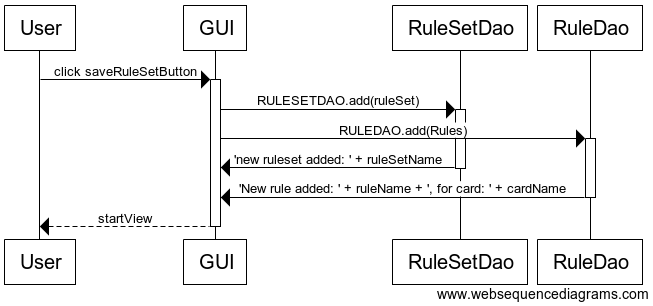 User GUI RuleSetDao RuleDao
click saveRuleSetButton
RULESETDAO.add(ruleSet)
RULEDAO.add(Rules)
'new ruleset added: ' + ruleSetName
'New rule added: ' + ruleName + ', for card: ' + cardName
startView
User GUI RuleSetDao RuleDao
www.websequencediagrams.com